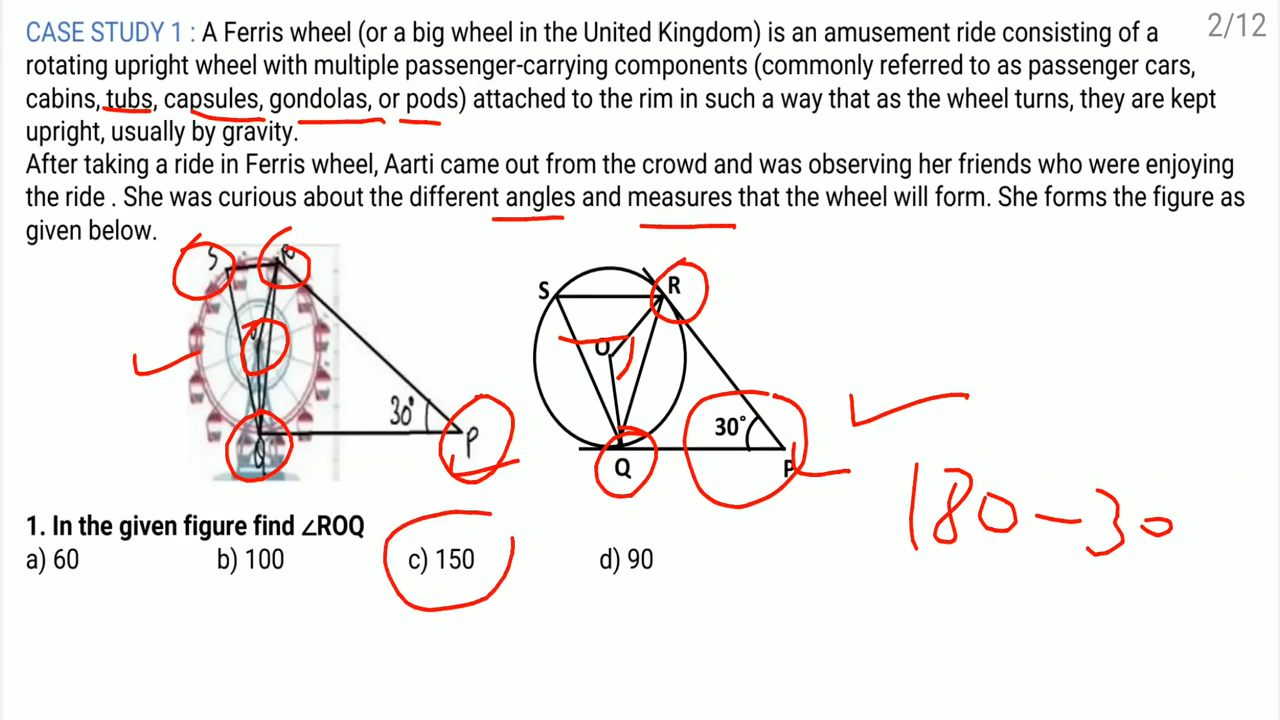 CASE STUDY 1 : A Ferris wheel (or a big wheel in the United Kingdom) is an amusement ride consisting of a
2/12
rotating upright wheel with multiple passenger-carrying components (commonly referred to as passenger cars,
cabins, tubs, capsules, gondolas, or pods) attached to the rim in such a way that as the wheel turns, they are kept
upright, usually by gravity.
After taking a ride in Ferris wheel, Aarti came out from the crowd and was observing her friends who were enjoying
the ride . She was curious about the different angles and measures that the wheel will form. She forms the figure as
given below.
S R
O
30°
Q P
S R
O
30°
Q P
180-30
1. In the given figure find ∠ROQ
a) 60 b) 100 c) 150 d) 90